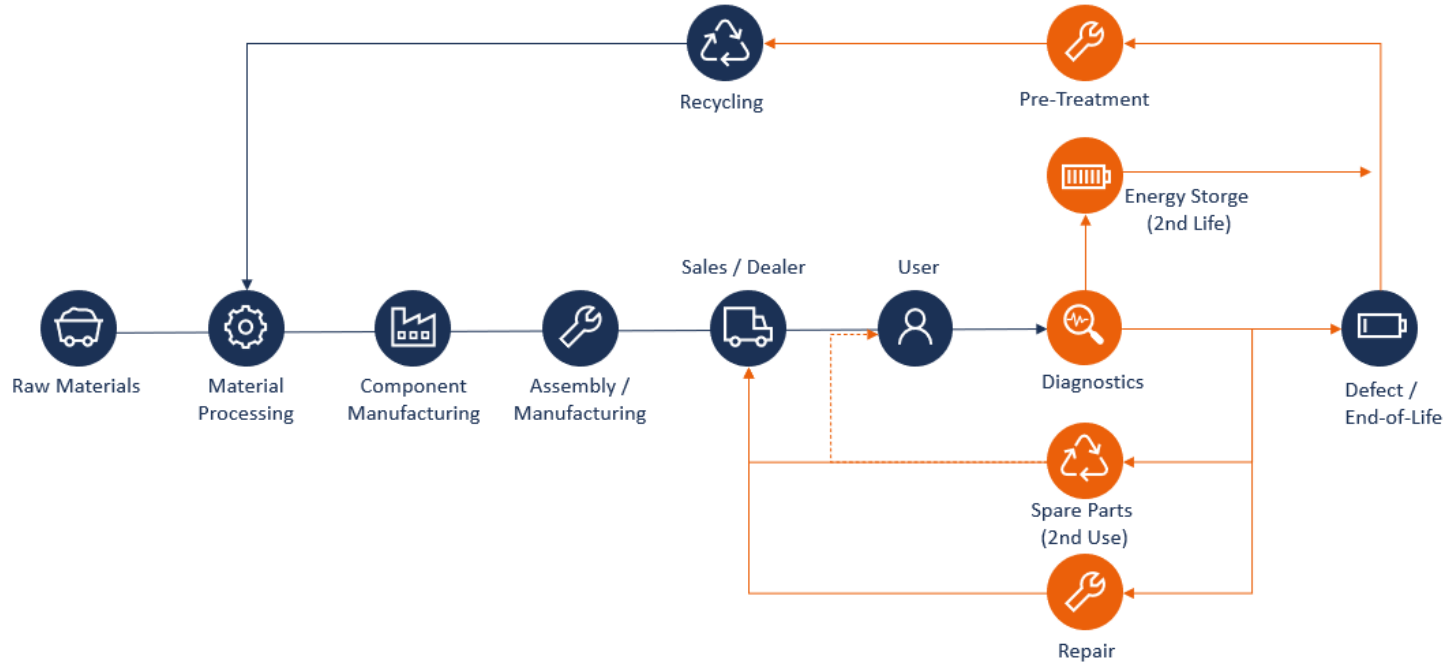 Recycling
Pre-Treatment
Energy Storge
(2nd Life)
Sales / Dealer
User
Raw Materials
Material
Processing
Component
Manufacturing
Assembly /
Manufacturing
Diagnostics
Defect /
End-of-Life
Spare Parts
(2nd Use)
Repair